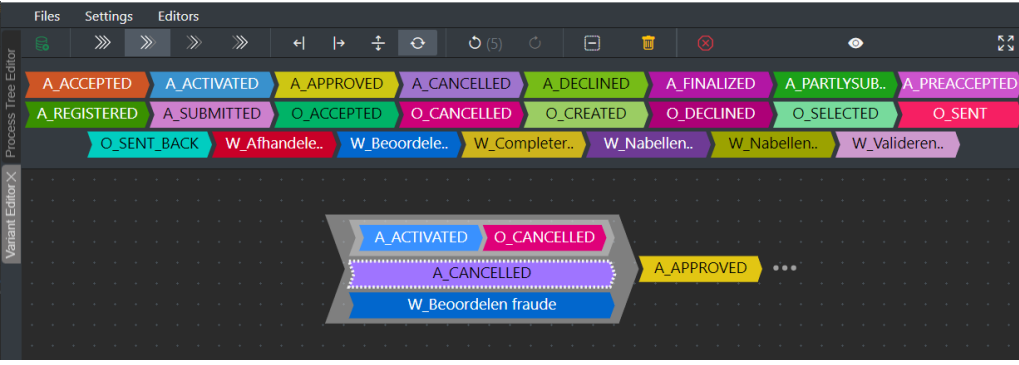 Files Settings Editors
(5)
Process Tree Editor
Variant Editor
A_ACCEPTED A_ACTIVATED A_APPROVED A_CANCELLED A_DECLINED A_FINALIZED A_PARTLYSUB.. A_PREACCEPTED
A_REGISTERED A_SUBMITTED O_ACCEPTED O_CANCELLED O_CREATED O_DECLINED O_SELECTED O_SENT
O_SENT_BACK W_Afhandele.. W_Beoordele.. W_Completer.. W_Nabellen.. W_Nabellen.. W_Valideren..
A_ACTIVATED O_CANCELLED
A_CANCELLED
A_APPROVED
W_Beoordelen fraude